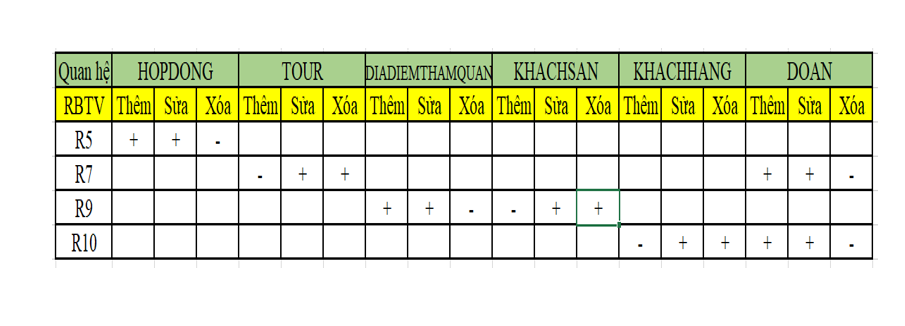 Quan hệ HOPDONG TOUR DIADIEMTHAMQUAN KHACHSAN KHACHHANG DOAN
RBTV Thêm Sửa Xóa Thêm Sửa Xóa Thêm Sửa Xóa Thêm Sửa Xóa Thêm Sửa Xóa Thêm Sửa Xóa
R5 + + -
R7 - + + + + -
R9 + + - - + +
R10 - + + + + -